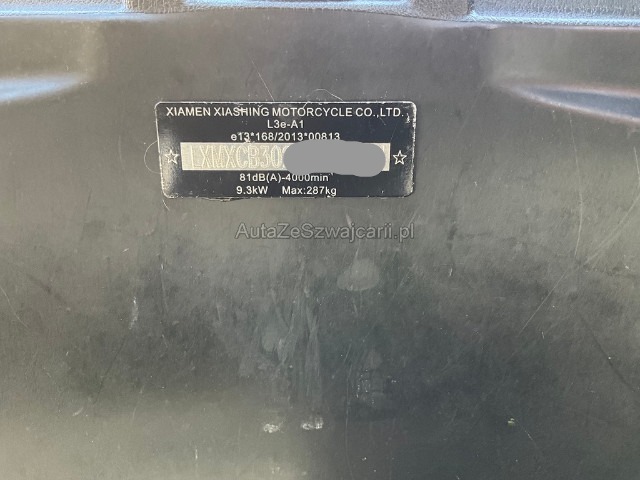 XIAMEN XIASHING MOTORCYCLE CO.,LTD.
L3e-A1
e13*168/2013*00813
☆ LXMXCB30 ☆
81dB(A)-4000min⁻
9.3kW Max:287kg
AutaZeSzwajcarii.pl